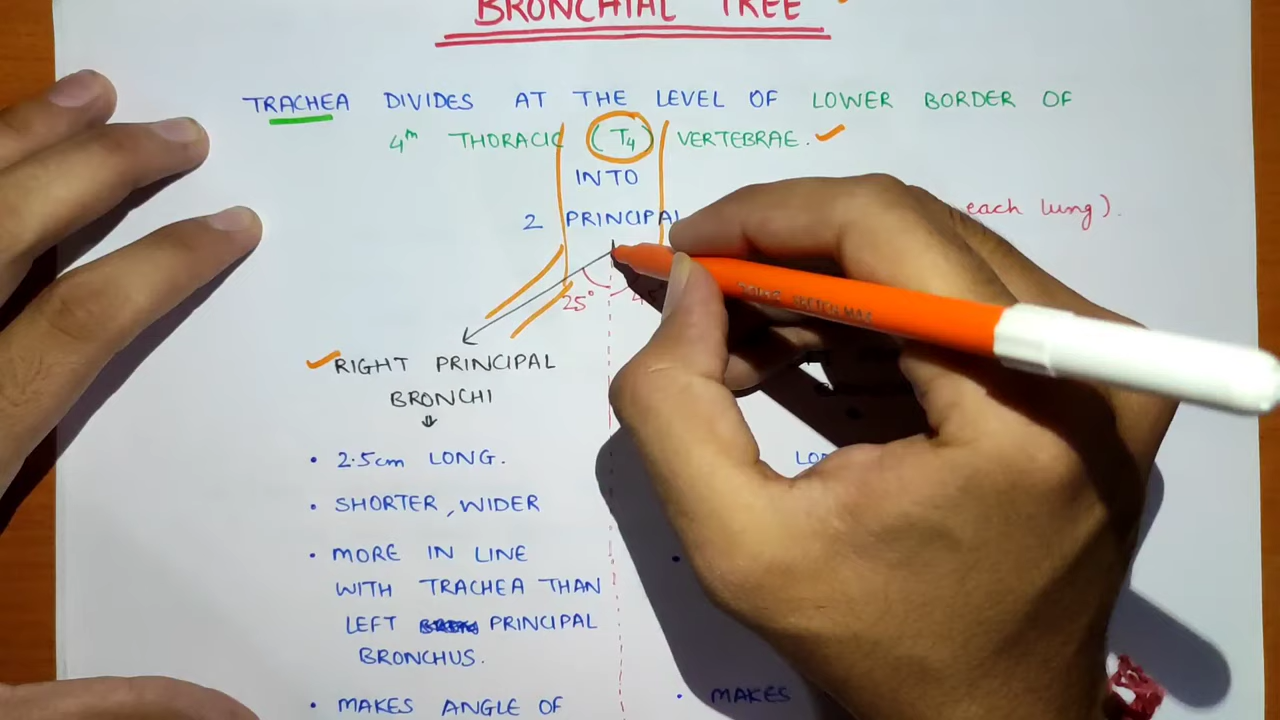 BRONCHIAL TREE
TRACHEA DIVIDES AT THE LEVEL OF LOWER BORDER OF
4th THORACIC (T4) VERTEBRAE.
INTO
2 PRINCIPAL each lung).
25°
RIGHT PRINCIPAL
BRONCHI
• 2.5cm LONG.
• SHORTER, WIDER
• MORE IN LINE
WITH TRACHEA THAN
LEFT PRINCIPAL
BRONCHUS.
• MAKES ANGLE OF
• MAKES